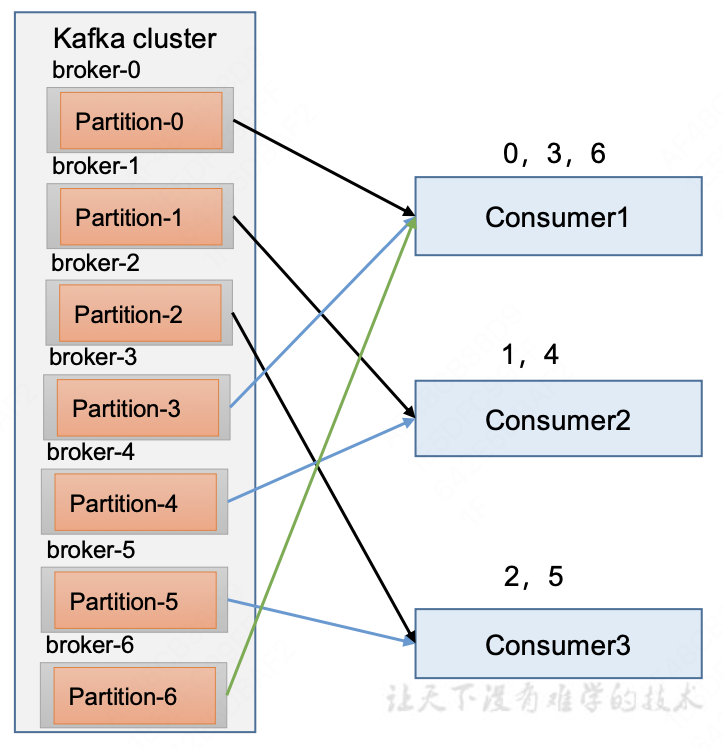 Kafka cluster
broker-0
Partition-0
broker-1
Partition-1
broker-2
Partition-2
broker-3
Partition-3
broker-4
Partition-4
broker-5
Partition-5
broker-6
Partition-6
0, 3, 6
Consumer1
1, 4
Consumer2
2, 5
Consumer3
让天下没有难学的技术